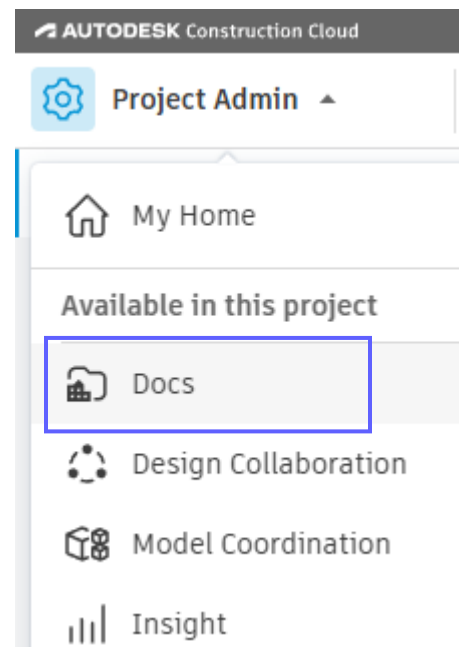 AUTODESK Construction Cloud
Project Admin
My Home
Available in this project
Docs
Design Collaboration
Model Coordination
Insight